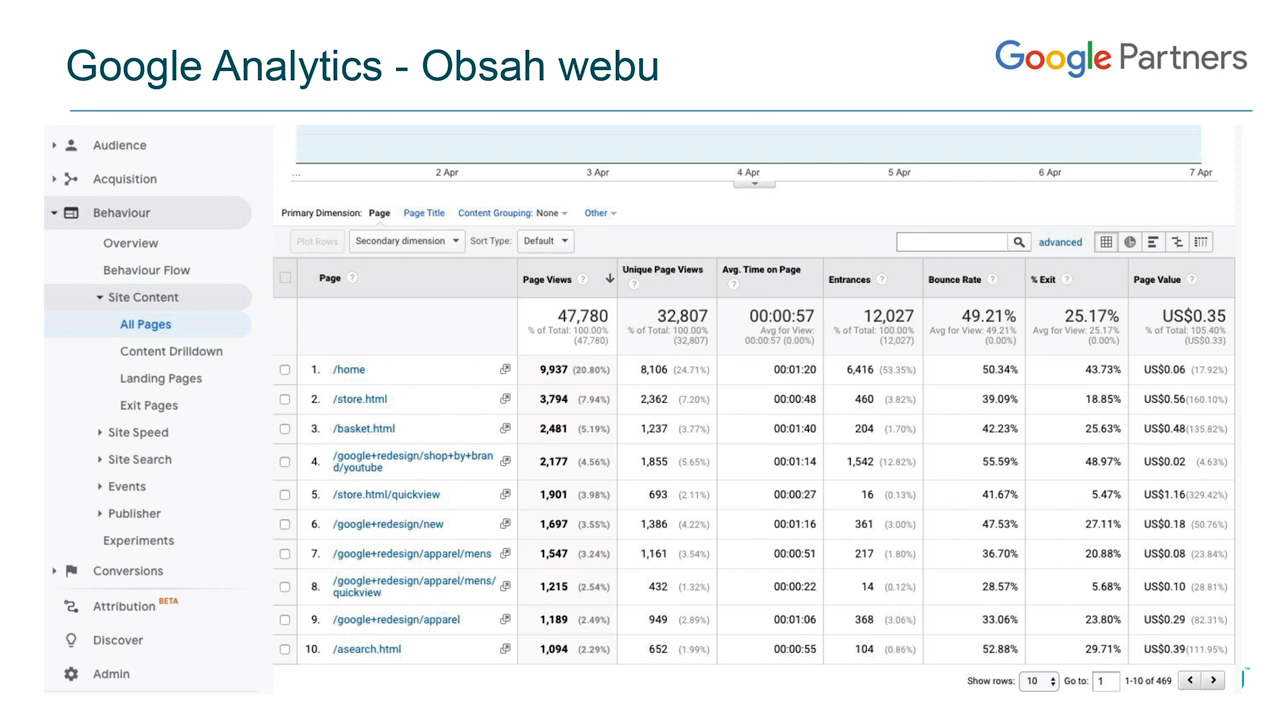 Google Analytics - Obsah webu
Google Partners
Audience
Acquisition
Behaviour
Overview
Behaviour Flow
Site Content
All Pages
Content Drilldown
Landing Pages
Exit Pages
Site Speed
Site Search
Events
Publisher
Experiments
Conversions
Attribution BETA
Discover
Admin
... 2 Apr 3 Apr 4 Apr 5 Apr 6 Apr 7 Apr
Primary Dimension: Page Page Title Content Grouping: None Other
Plot Rows Secondary dimension Sort Type: Default advanced
Page Page Views Unique Page Views Avg. Time on Page Entrances Bounce Rate % Exit Page Value
47,780 32,807 00:00:57 12,027 49.21% 25.17% US$0.35
% of Total: 100.00% % of Total: 100.00% Avg for View: % of Total: 100.00% Avg for View: 49.21% Avg for View: 25.17% % of Total: 105.40%
(47,780) (32,807) 00:00:57 (0.00%) (12,027) (0.00%) (0.00%) (US$0.33)
1. /home 9,937 (20.80%) 8,106 (24.71%) 00:01:20 6,416 (53.35%) 50.34% 43.73% US$0.06 (17.92%)
2. /store.html 3,794 (7.94%) 2,362 (7.20%) 00:00:48 460 (3.82%) 39.09% 18.85% US$0.56(160.10%)
3. /basket.html 2,481 (5.19%) 1,237 (3.77%) 00:01:40 204 (1.70%) 42.23% 25.63% US$0.48(135.82%)
4. /google+redesign/shop+by+bran
d/youtube 2,177 (4.56%) 1,855 (5.65%) 00:01:14 1,542 (12.82%) 55.59% 48.97% US$0.02 (4.63%)
5. /store.html/quickview 1,901 (3.98%) 693 (2.11%) 00:00:27 16 (0.13%) 41.67% 5.47% US$1.16(329.42%)
6. /google+redesign/new 1,697 (3.55%) 1,386 (4.22%) 00:01:16 361 (3.00%) 47.53% 27.11% US$0.18 (50.76%)
7. /google+redesign/apparel/mens 1,547 (3.24%) 1,161 (3.54%) 00:00:51 217 (1.80%) 36.70% 20.88% US$0.08 (23.84%)
8. /google+redesign/apparel/mens/
quickview 1,215 (2.54%) 432 (1.32%) 00:00:22 14 (0.12%) 28.57% 5.68% US$0.10 (28.81%)
9. /google+redesign/apparel 1,189 (2.49%) 949 (2.89%) 00:01:06 368 (3.06%) 33.06% 23.80% US$0.29 (82.31%)
10. /asearch.html 1,094 (2.29%) 652 (1.99%) 00:00:55 104 (0.86%) 52.88% 29.71% US$0.39(111.95%)
Show rows: 10 Go to: 1 1-10 of 469